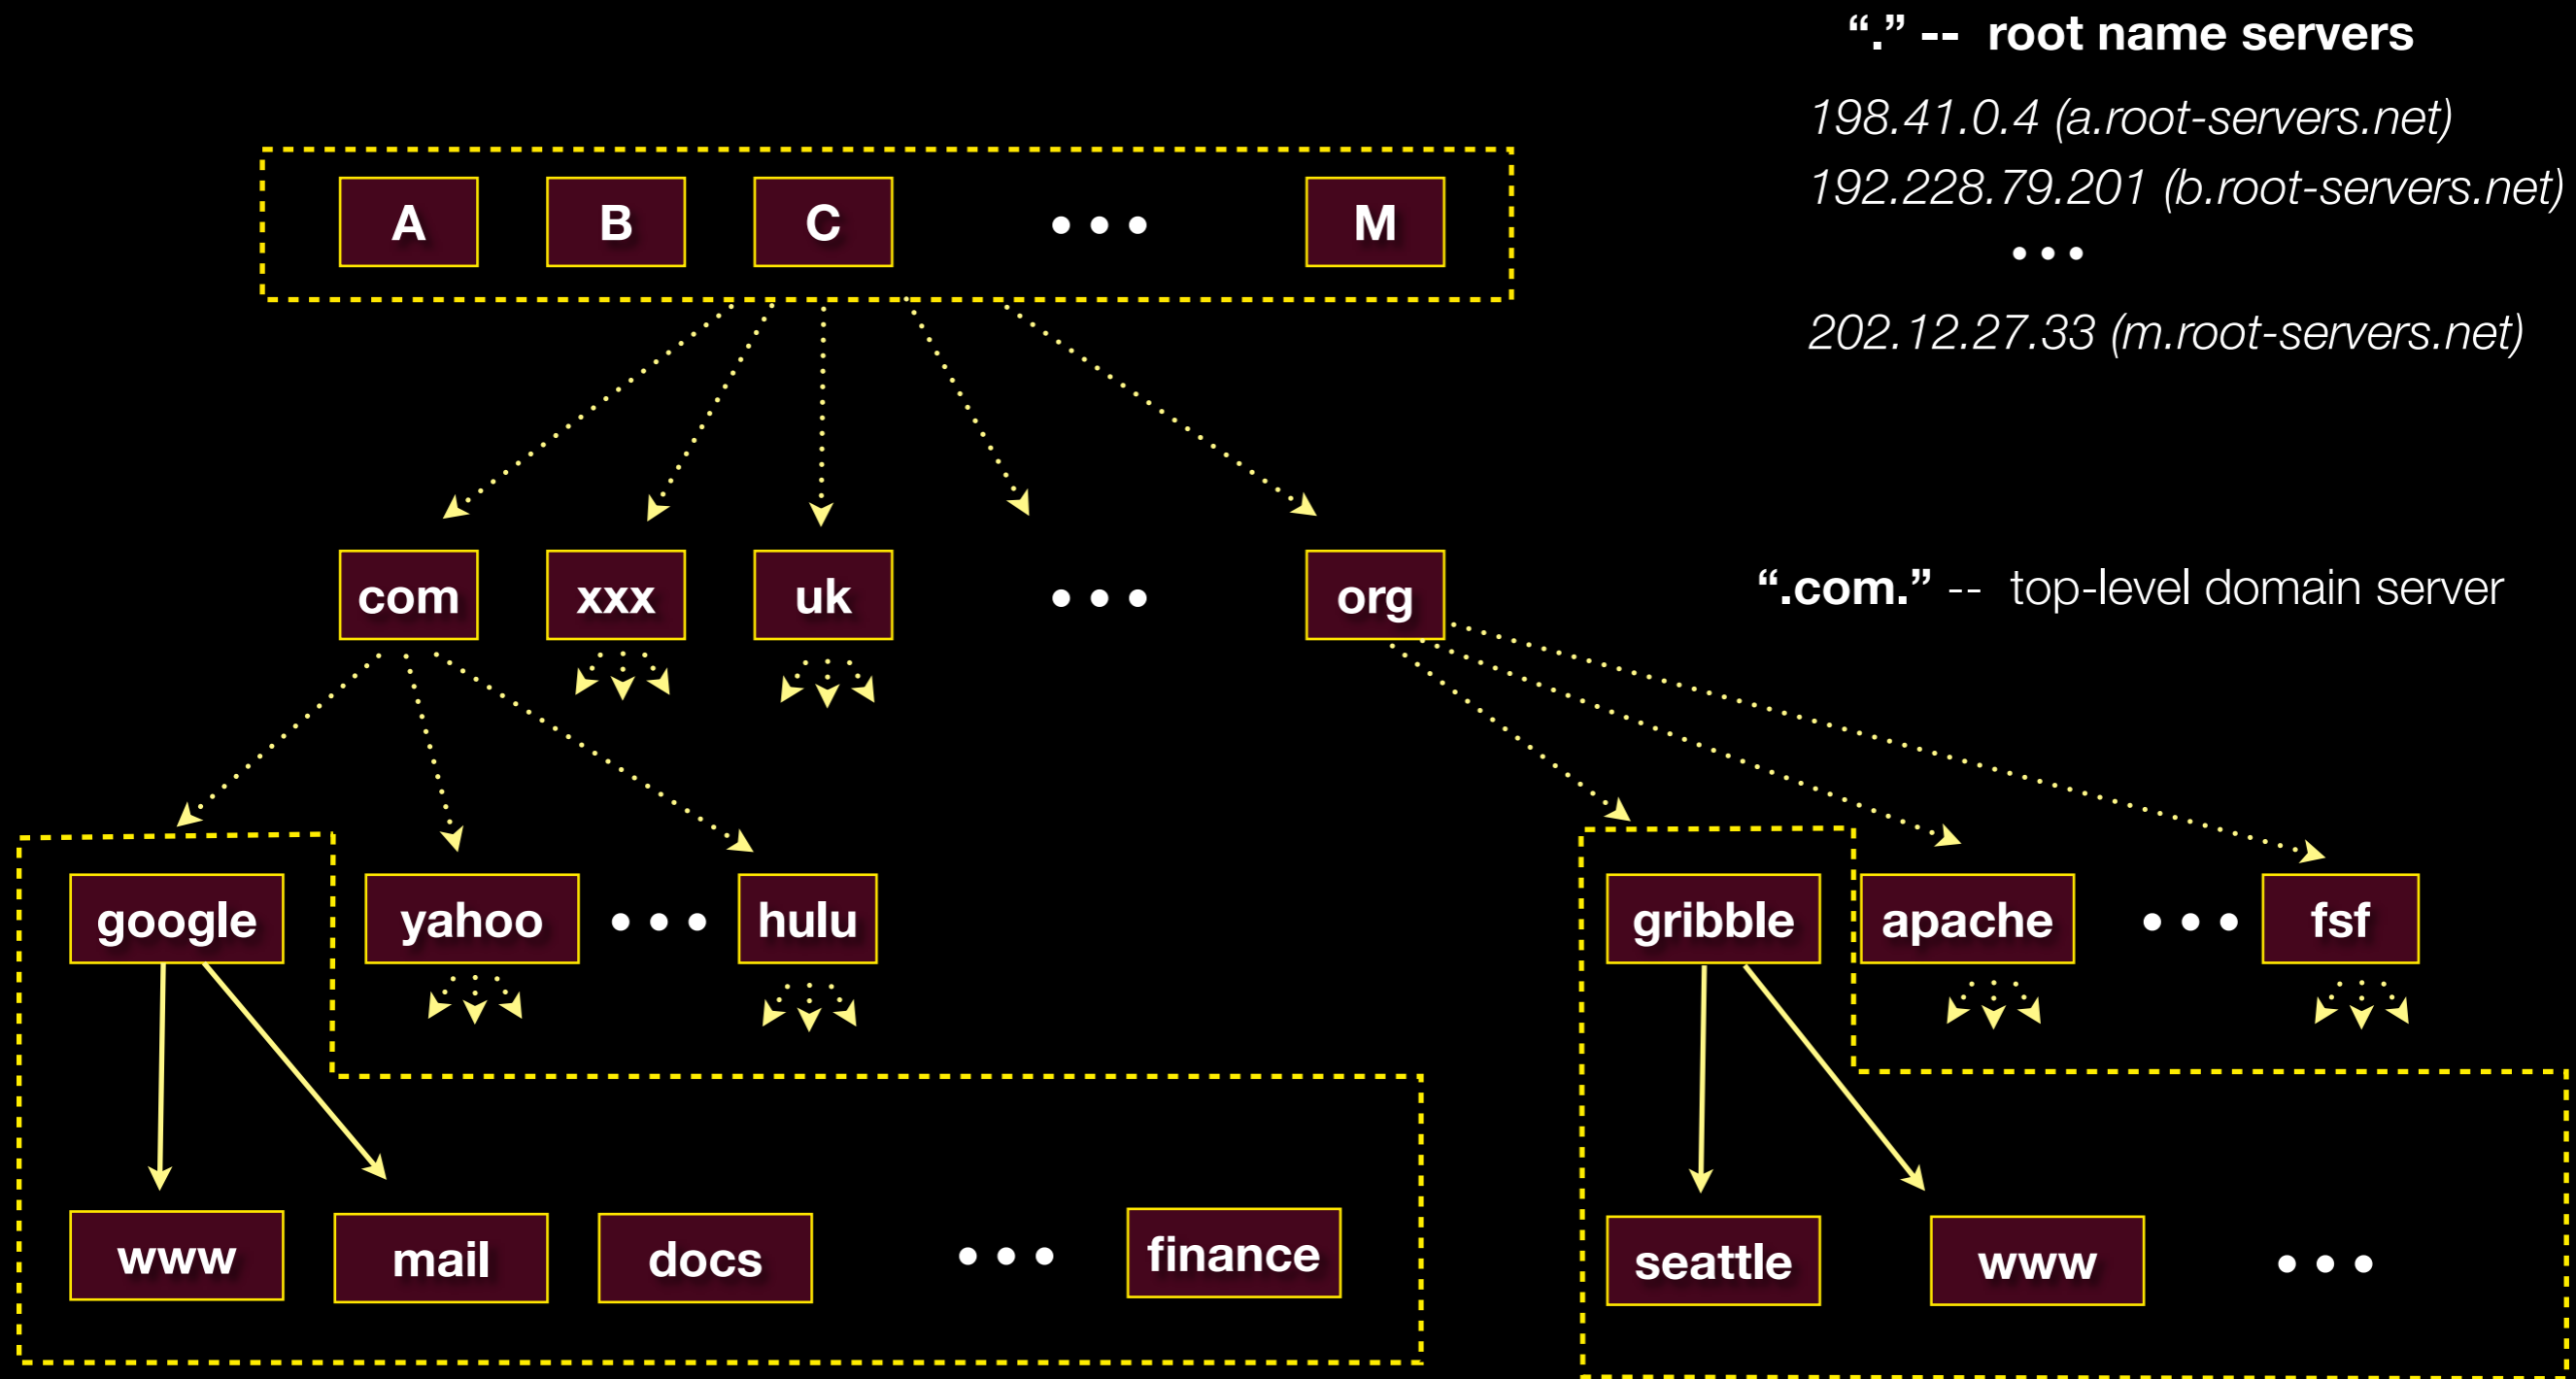 “.” -- root name servers
198.41.0.4 (a.root-servers.net)
192.228.79.201 (b.root-servers.net)
•••
202.12.27.33 (m.root-servers.net)
A B C ••• M
com xxx uk ••• org
“.com.” -- top-level domain server
google yahoo ••• hulu
gribble apache ••• fsf
www mail docs ••• finance
seattle www •••